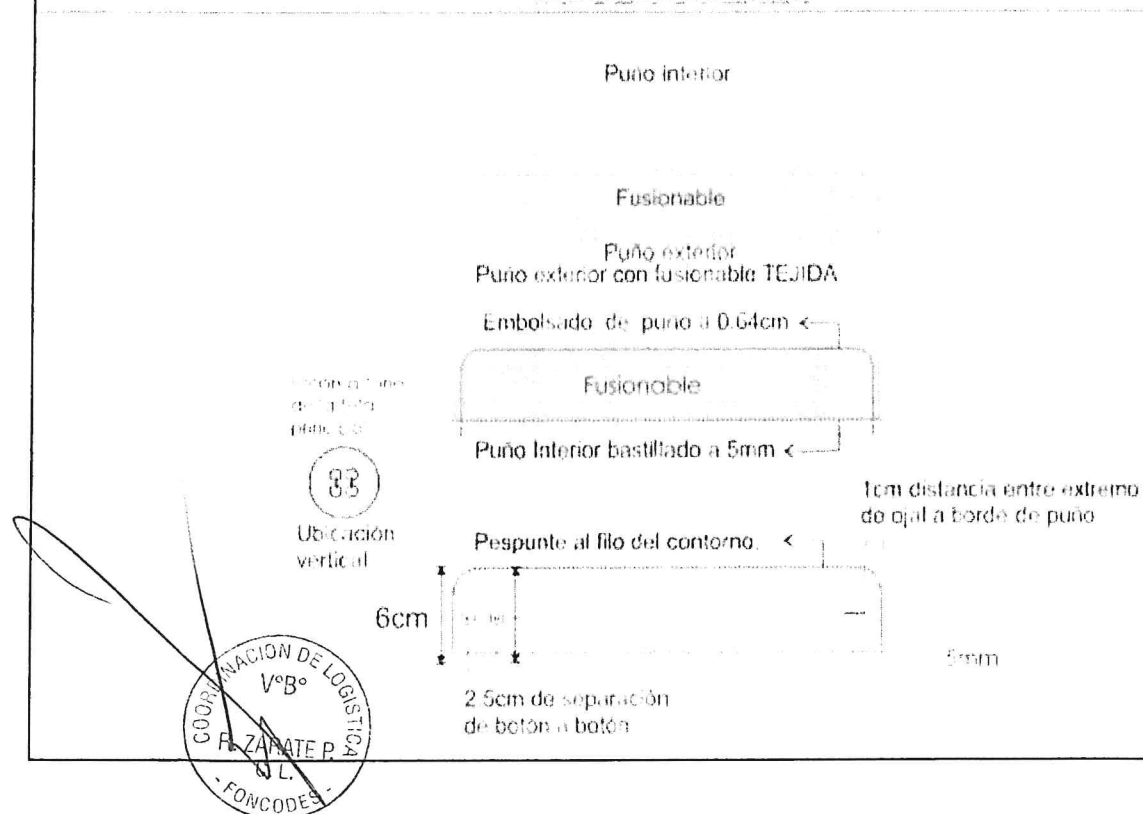 Puño interior
Fusionable
Puño exterior
Puño exterior con fusionable TEJIDA
Embolsado de puño a 0.64cm
Fusionable
Puño Interior bastillado a 5mm
1cm distancia entre extremo
de ojal a borde de puño
Ubicación
vertical
Pespunte al filo del contorno.
6cm
5mm
2.5cm de separación
de botón a botón
COORDINACION DE LOGISTICA
V°B°
R. ZARATE P.
- FONCODES -